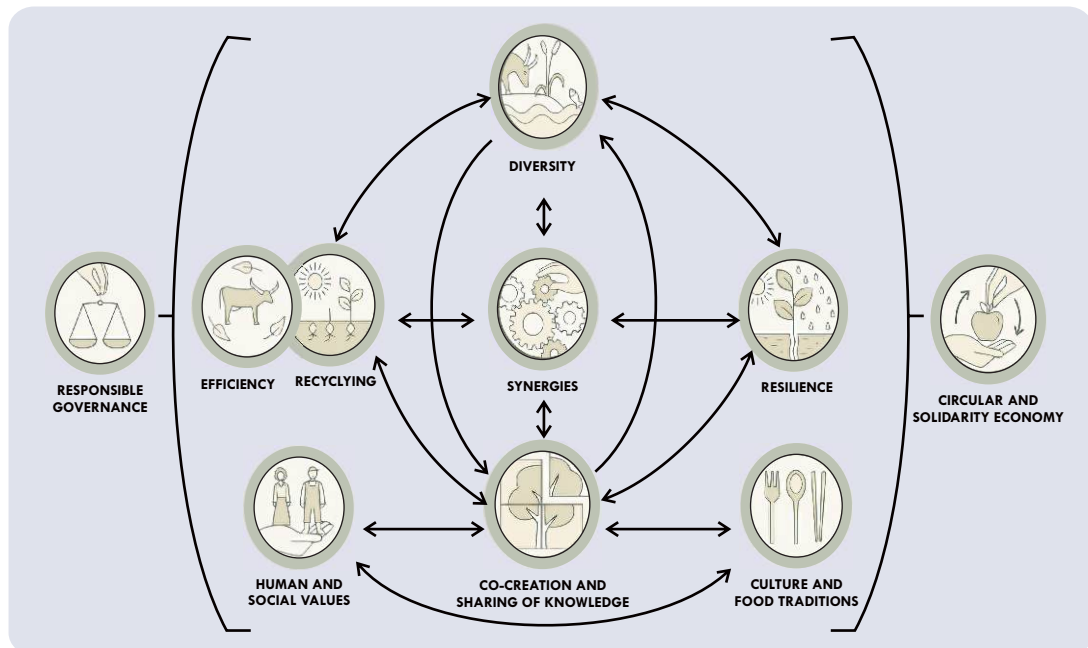 DIVERSITY
EFFICIENCY
RECYCLYING
SYNERGIES
RESILIENCE
RESPONSIBLE
GOVERNANCE
CIRCULAR AND
SOLIDARITY ECONOMY
HUMAN AND
SOCIAL VALUES
CO-CREATION AND
SHARING OF KNOWLEDGE
CULTURE AND
FOOD TRADITIONS